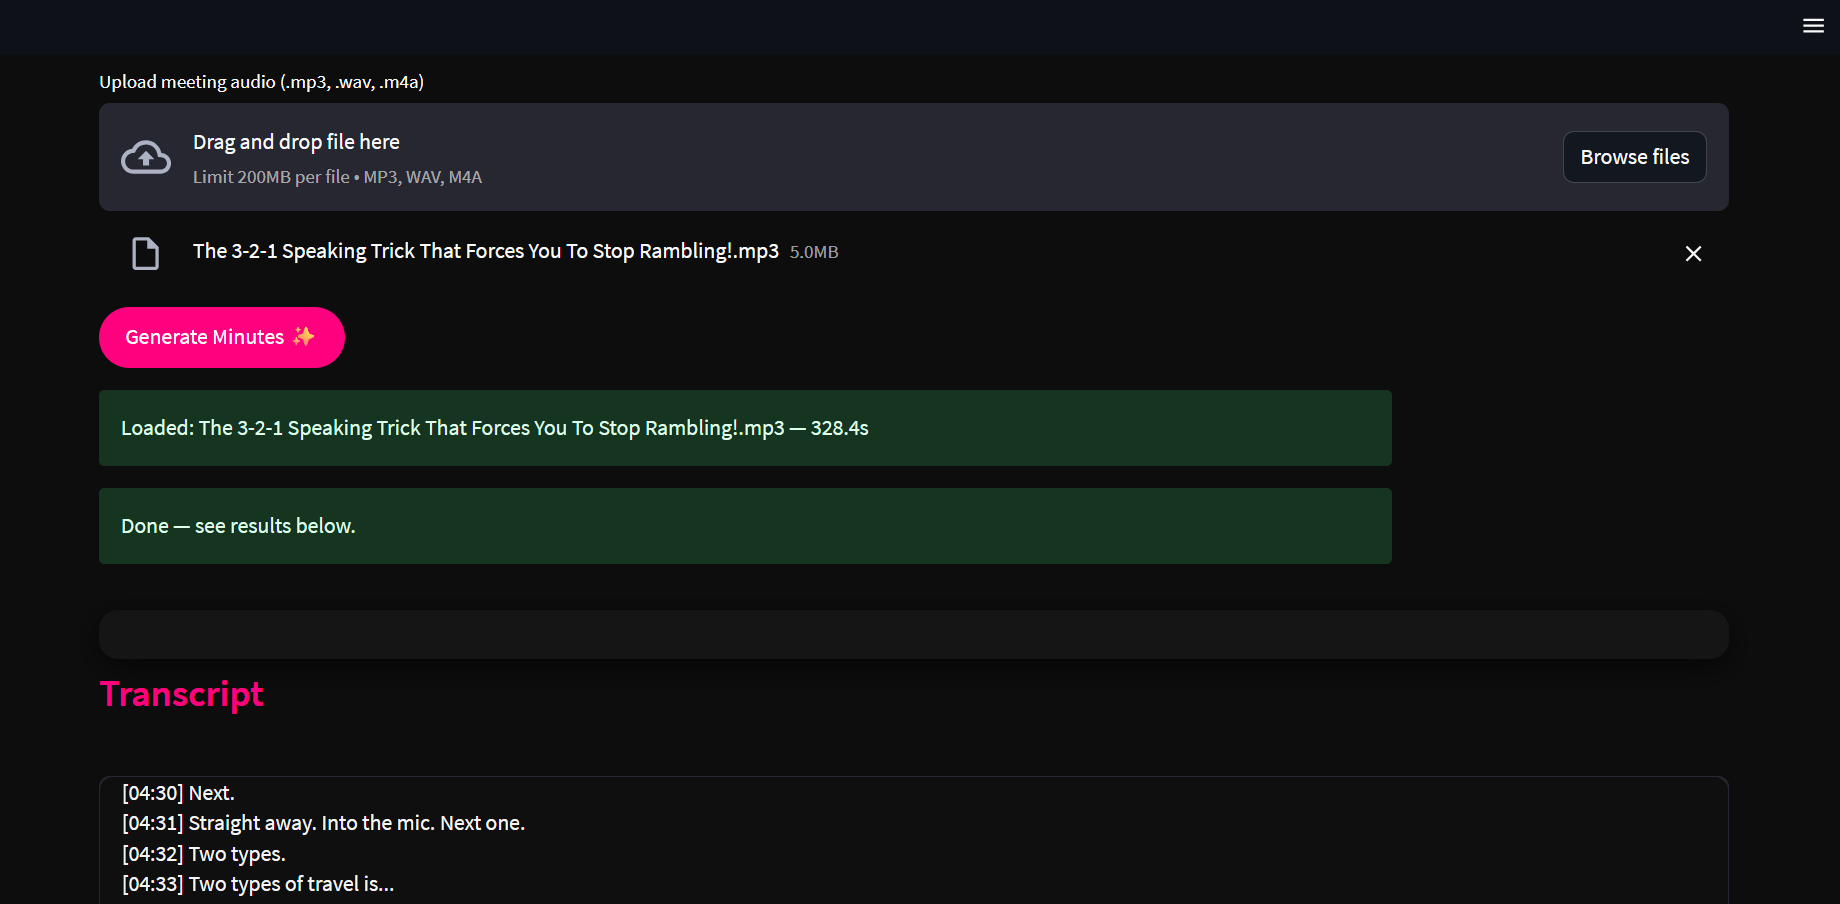 Upload meeting audio (.mp3, .wav, .m4a)
Drag and drop file here
Limit 200MB per file • MP3, WAV, M4A
Browse files
The 3-2-1 Speaking Trick That Forces You To Stop Rambling!.mp3 5.0MB
Generate Minutes ✨
Loaded: The 3-2-1 Speaking Trick That Forces You To Stop Rambling!.mp3 — 328.4s
Done — see results below.
Transcript
[04:30] Next.
[04:31] Straight away. Into the mic. Next one.
[04:32] Two types.
[04:33] Two types of travel is...